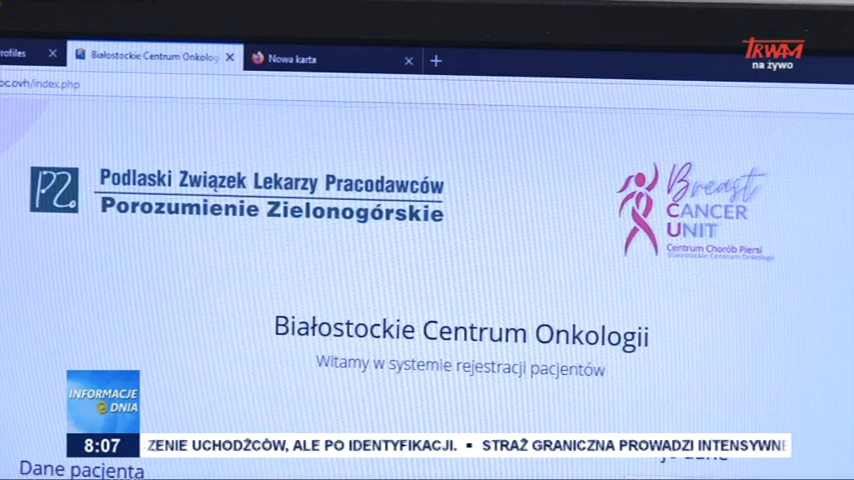 rofiles
Białostockie Centrum Onkolog
Nowa karta
oc.ovh/index.php
TRWAM
na żywo
PZ
Podlaski Związek Lekarzy Pracodawców
Porozumienie Zielonogórskie
Breast
CANCER
UNIT
Centrum Chorób Piersi
Białostockie Centrum Onkologii
Białostockie Centrum Onkologii
Witamy w systemie rejestracji pacjentów
INFORMACJE
DNIA
8:07
ZENIE UCHODŹCÓW, ALE PO IDENTYFIKACJI. ▪ STRAŻ GRANICZNA PROWADZI INTENSYWNE
Dane pacjenta